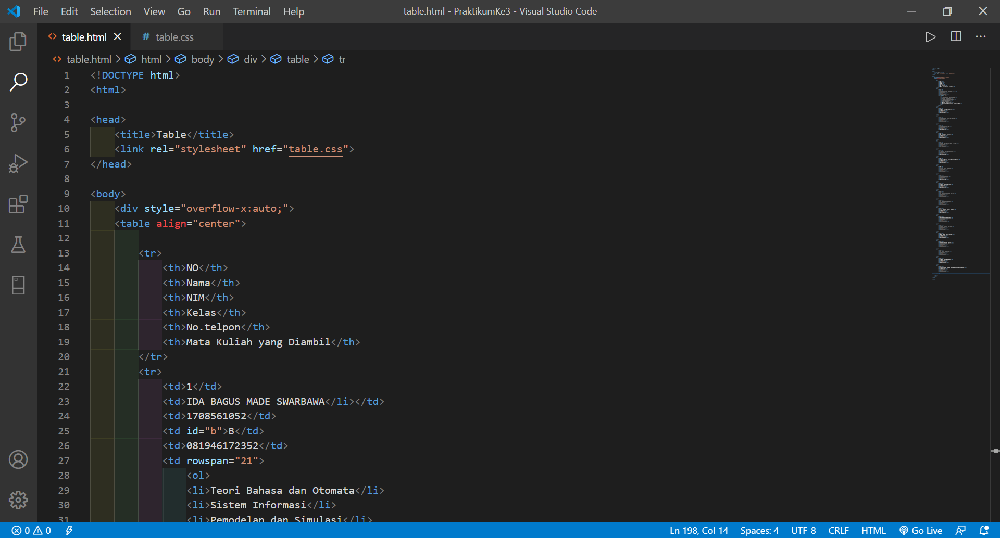 File Edit Selection View Go Run Terminal Help
table.html - PraktikumKe3 - Visual Studio Code
table.html
# table.css
table.html > html > body > div > table > tr
1 <!DOCTYPE html>
2 <html>
3
4 <head>
5 <title>Table</title>
6 <link rel="stylesheet" href="table.css">
7 </head>
8
9 <body>
10 <div style="overflow-x:auto;">
11 <table align="center">
12
13 <tr>
14 <th>NO</th>
15 <th>Nama</th>
16 <th>NIM</th>
17 <th>Kelas</th>
18 <th>No.telpon</th>
19 <th>Mata Kuliah yang Diambil</th>
20 </tr>
21 <tr>
22 <td>1</td>
23 <td>IDA BAGUS MADE SWARBAWA</li></td>
24 <td>1708561052</td>
25 <td id="b">B</td>
26 <td>081946172352</td>
27 <td rowspan="21">
28 <ol>
29 <li>Teori Bahasa dan Otomata</li>
30 <li>Sistem Informasi</li>
31 <li>Pemodelan dan Simulasi</li>
0 0
Ln 198, Col 14 Spaces: 4 UTF-8 CRLF HTML Go Live